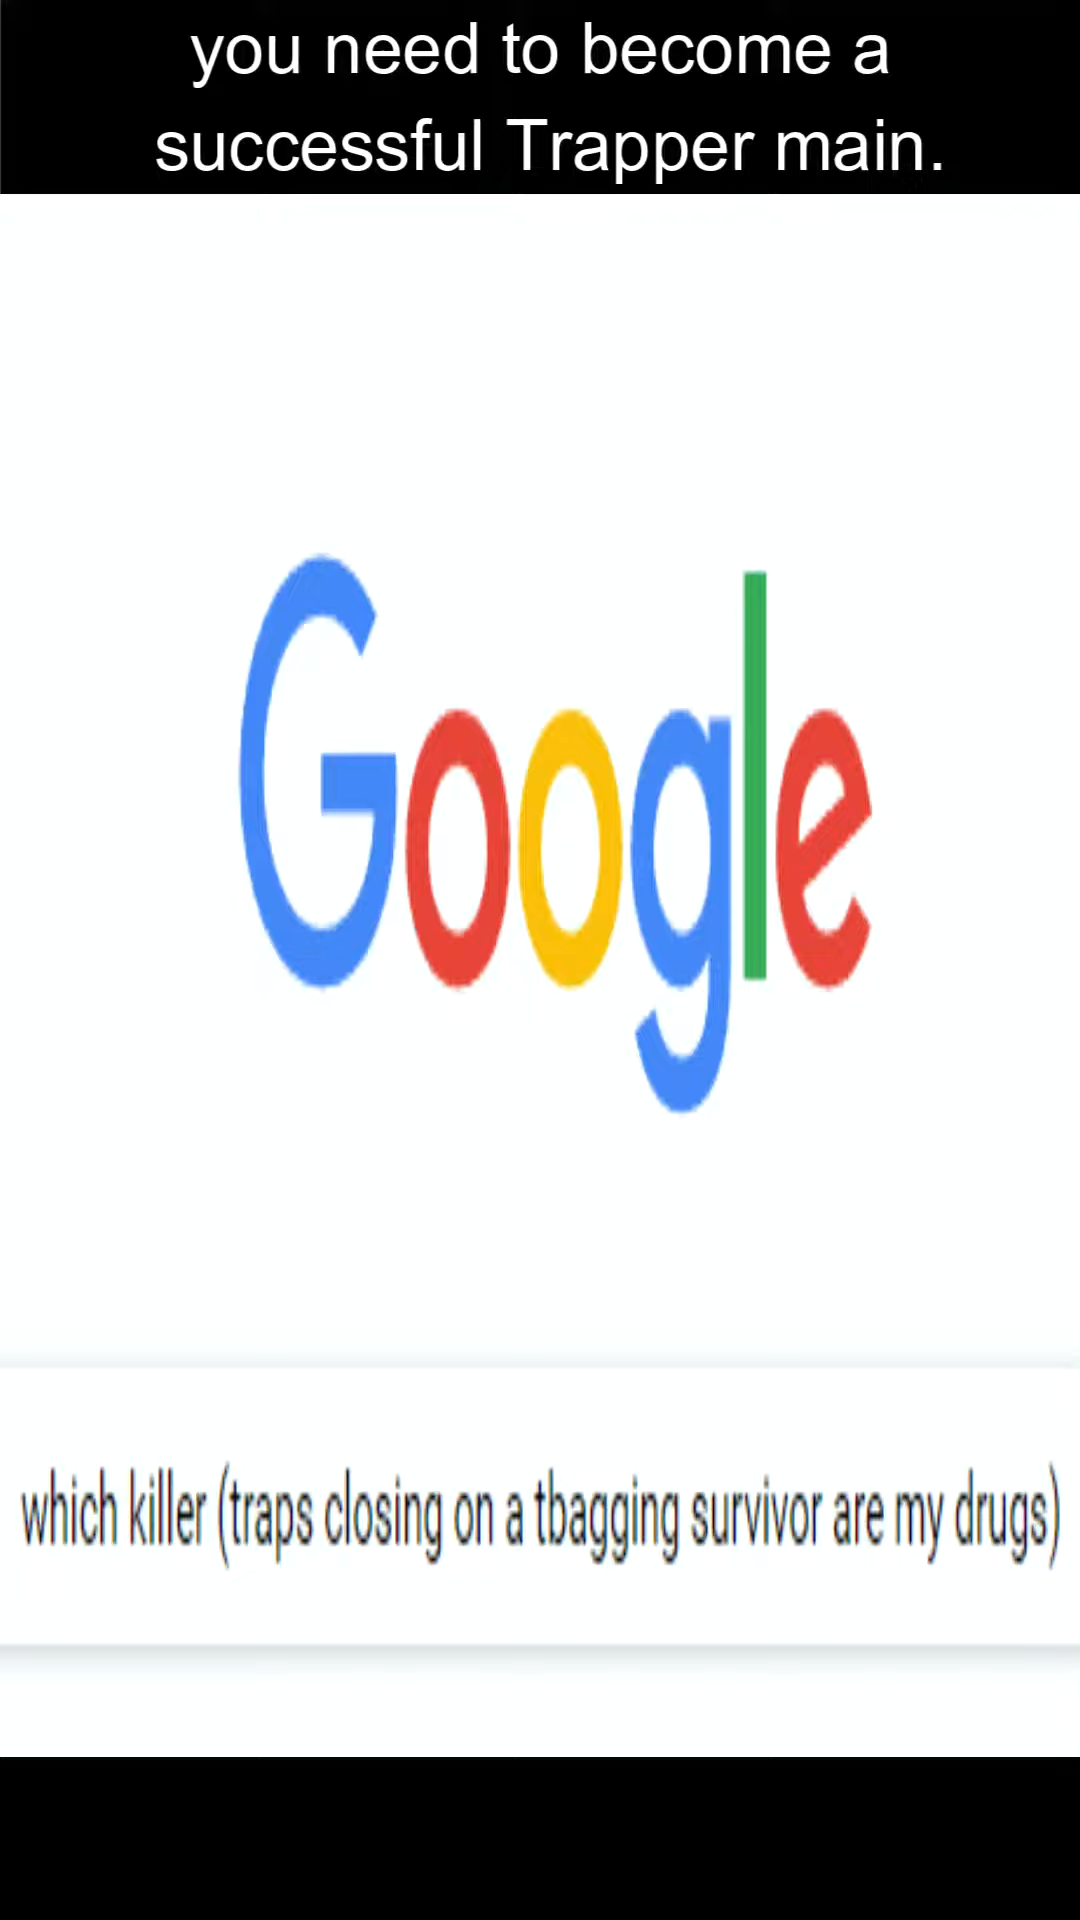 you need to become a
successful Trapper main.
Google
which killer (traps closing on a tbagging survivor are my drugs)